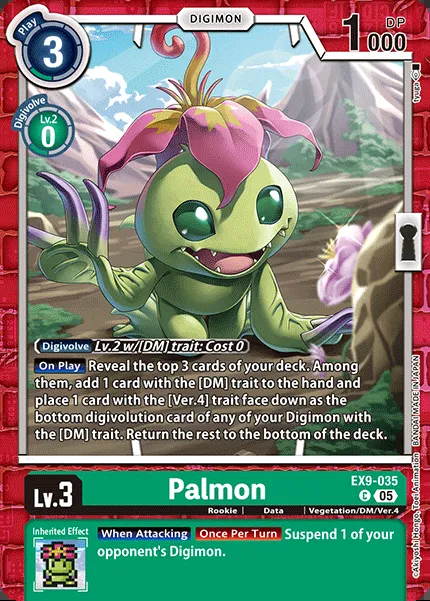 DIGIMON
Play
3
1000
DP
Digivolve
Lv.2
0
Digivolve Lv.2 w/[DM] trait: Cost 0
On Play Reveal the top 3 cards of your deck. Among
them, add 1 card with the [DM] trait to the hand and
place 1 card with the [Ver.4] trait face down as the
bottom digivolution card of any of your Digimon with
the [DM] trait. Return the rest to the bottom of the deck.
©Akiyoshi Hongo, Toei Animation BANDAI MADE IN JAPAN
Lv.3
Palmon
EX9-035
C 05
Rookie | Data | Vegetation/DM/Ver.4
Inherited Effect
When Attacking Once Per Turn Suspend 1 of your
opponent's Digimon.